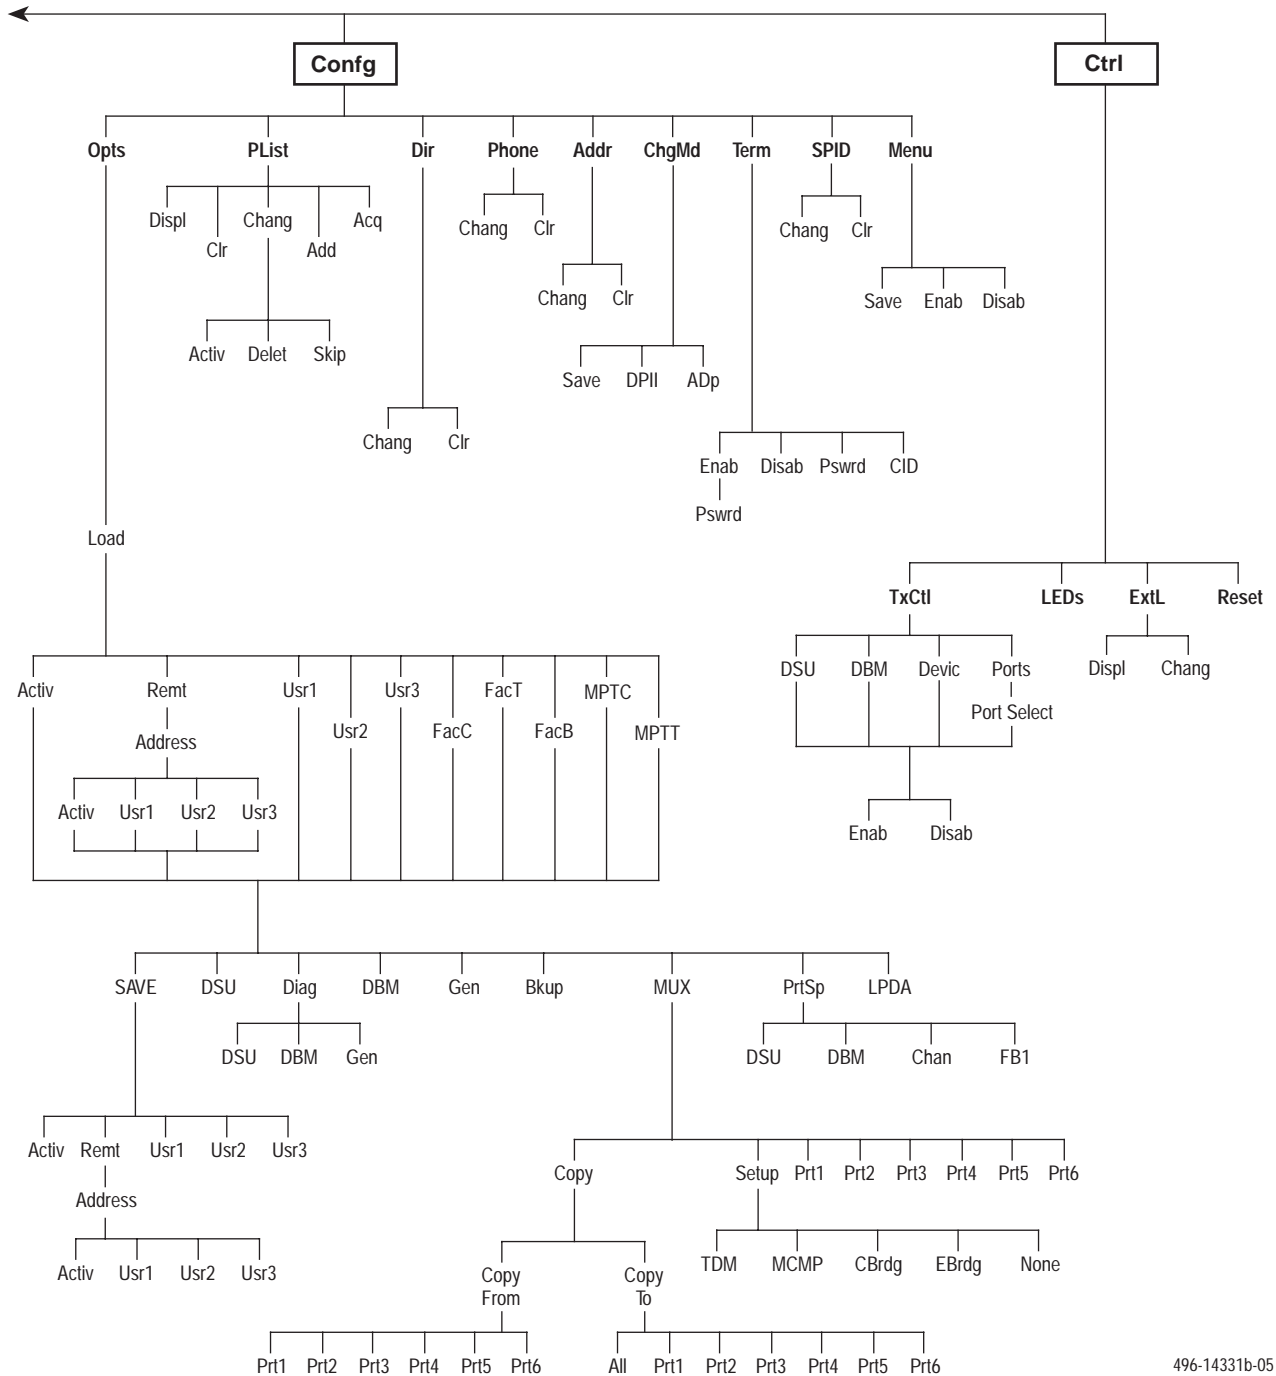 Confg
Ctrl
Opts PList Dir Phone Addr ChgMd Term SPID Menu
Displ Chang Acq
Clr Add
Chang Clr
Chang Clr
Chang Clr
Save Enab Disab
Activ Delet Skip
Save DPII ADp
Chang Clr
Enab Disab Pswrd CID
Pswrd
Load
TxCtl LEDs ExtL Reset
DSU DBM Devic Ports
Displ Chang
Port Select
Enab Disab
Activ Remt Usr1 Usr3 FacT MPTC
Usr2 FacC FacB MPTT
Address
Activ Usr1 Usr2 Usr3
SAVE DSU Diag DBM Gen Bkup MUX PrtSp LPDA
DSU DBM Gen
DSU DBM Chan FB1
Activ Remt Usr1 Usr2 Usr3
Address
Activ Usr1 Usr2 Usr3
Copy Setup Prt1 Prt2 Prt3 Prt4 Prt5 Prt6
TDM MCMP CBrdg EBrdg None
Copy
From
Copy
To
Prt1 Prt2 Prt3 Prt4 Prt5 Prt6
All Prt1 Prt2 Prt3 Prt4 Prt5 Prt6
496-14331b-05